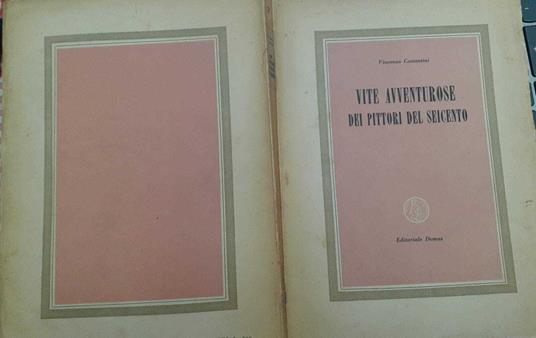 Vincenzo Costantini
VITE AVVENTUROSE
DEI PITTORI DEL SEICENTO
Editoriale Domus